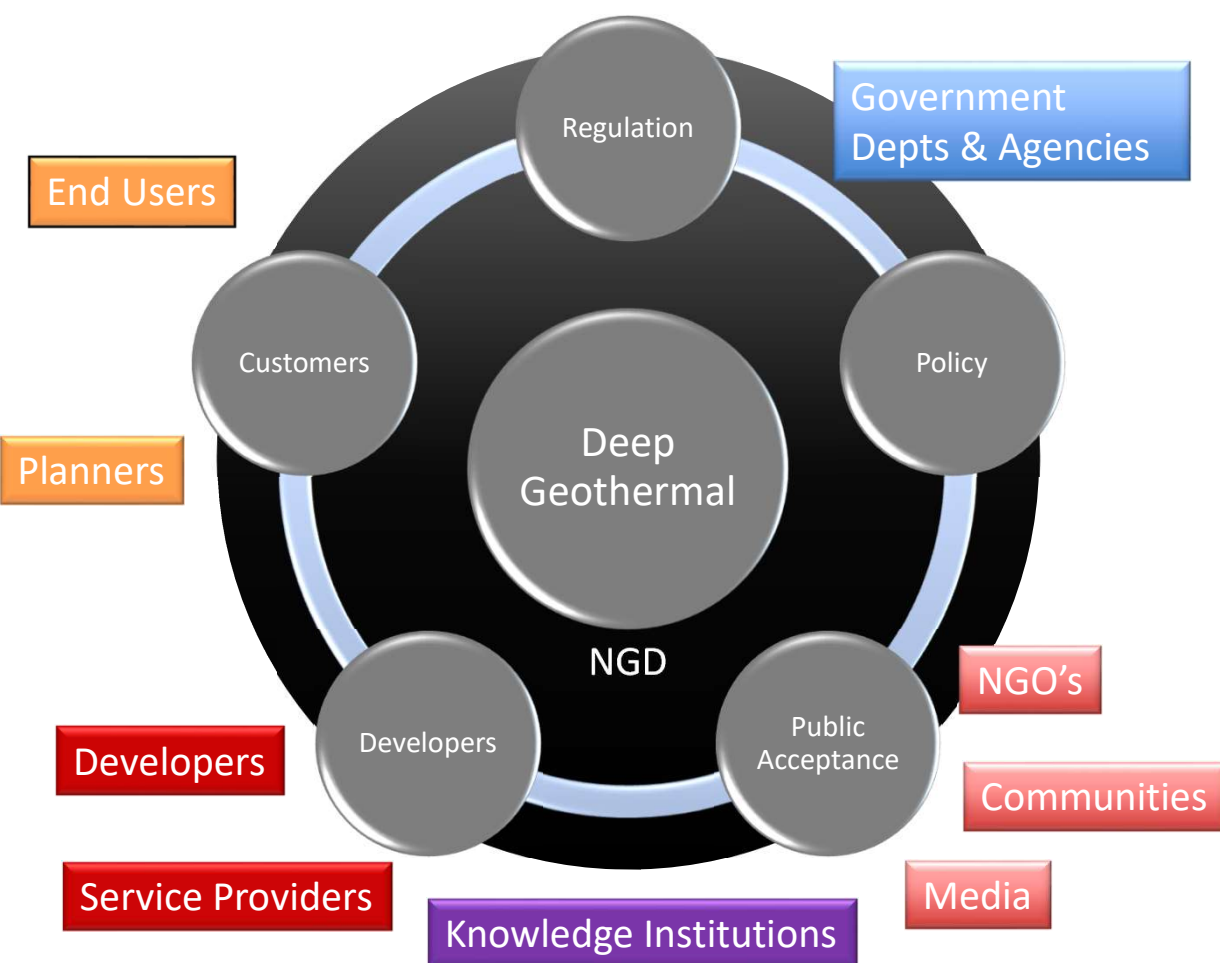 Regulation
Government
Depts & Agencies
End Users
Customers
Policy
Deep
Geothermal
Planners
NGD
NGO’s
Public
Acceptance
Developers
Developers
Communities
Service Providers
Media
Knowledge Institutions